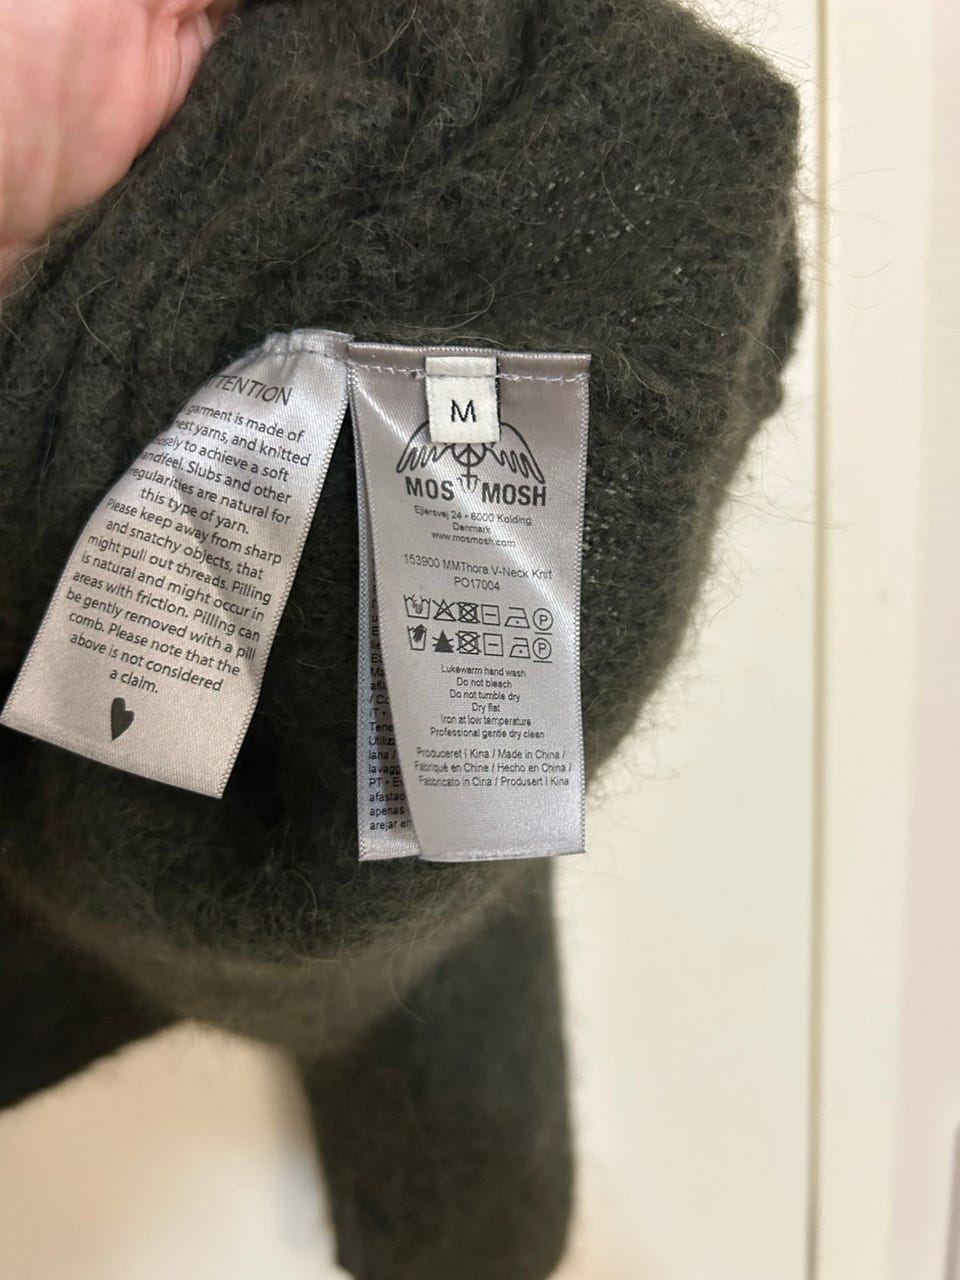 ATTENTION
garment is made of
yarns, and knitted
to achieve a soft
Slubs and other
are natural for
this type of yarn.
Please keep away from sharp
and snatchy objects, that
might pull out threads. Pilling
is natural and might occur in
areas with friction. Pilling can
be gently removed with a pill
comb. Please note that the
above is not considered
a claim.
M
MOS MOSH
Ejlersvej 24 • 6000 Kolding
Denmark
www.mosmosh.com
153900 MMThora V-Neck Knit
PO17004
P
P
Lukewarm hand wash
Do not bleach
Do not tumble dry
Dry flat
Iron at low temperature
Professional gentle dry clean
Produceret i Kina / Made in China /
Fabriqué en Chine / Hecho en China /
Fabbricato in Cina / Produsert i Kina
IT •
lana /
PT •
apenas